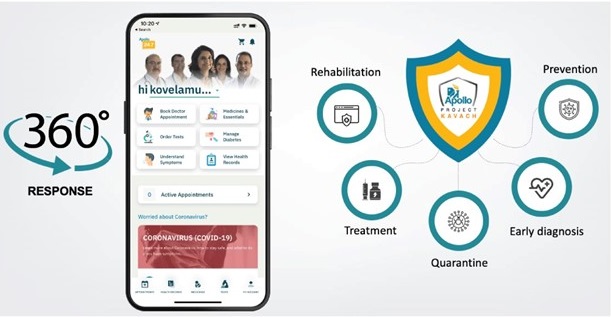 360°
RESPONSE
10:20
Search
Apollo
24|7
hi kovelamu...
Book Doctor
Appointment
Medicines &
Essentials
Order Tests
Manage
Diabetes
Understand
Symptoms
View Health
Records
0 Active Appointments
Worried about Coronavirus?
CORONAVIRUS (COVID-19)
Apollo
PROJECT
KAVACH
Rehabilitation
Prevention
Treatment
Early diagnosis
Quarantine